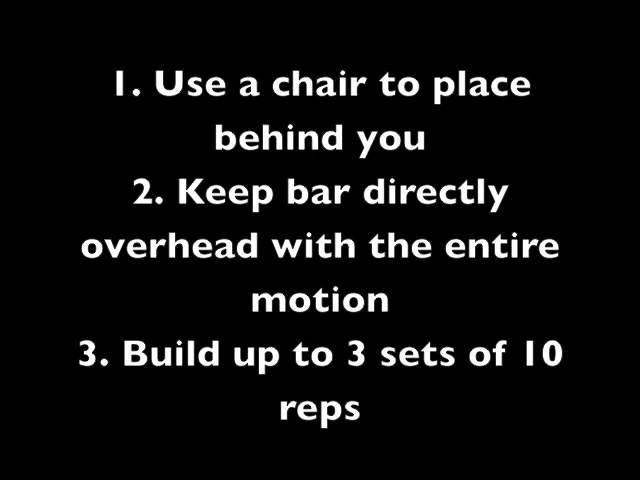 1. Use a chair to place
behind you
2. Keep bar directly
overhead with the entire
motion
3. Build up to 3 sets of 10
reps